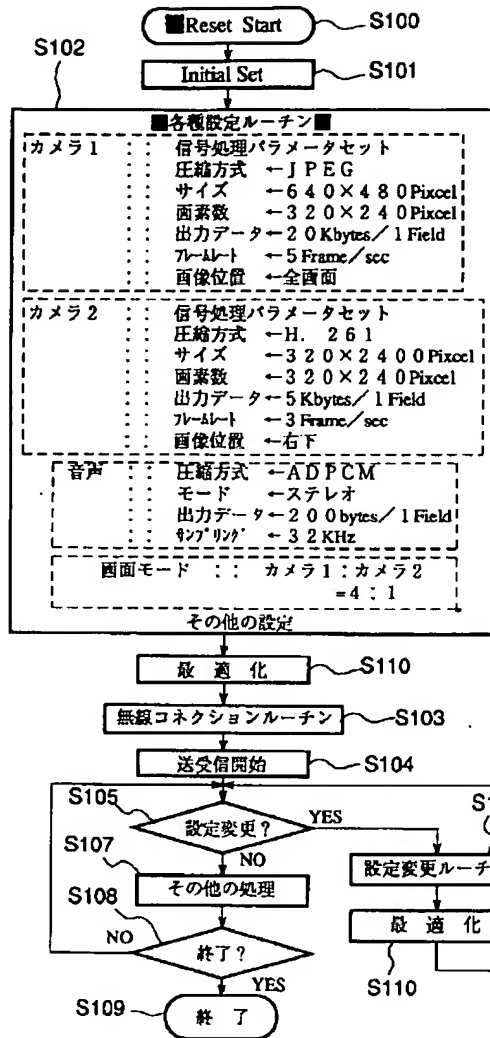 ■Reset Start
S100
S102
Initial Set
S101
■各種設定ルーチン■
カメラ1 :: 信号処理パラメータセット
:: 圧縮方式 ←JPEG
:: サイズ ←640×480Pixcel
:: 画素数 ←320×240Pixcel
:: 出力データ←20Kbytes/1Field
:: フレームレート ←5Frame/sec
:: 画像位置 ←全画面
カメラ2 :: 信号処理パラメータセット
:: 圧縮方式 ←H. 261
:: サイズ ←320×2400Pixcel
:: 画素数 ←320×240Pixcel
:: 出力データ←5Kbytes/1Field
:: フレームレート ←3Frame/sec
:: 画像位置 ←右下
音声 :: 圧縮方式 ←ADPCM
:: モード ←ステレオ
:: 出力データ←200bytes/1Field
:: サンプリング ←32KHz
画面モード :: カメラ1:カメラ2
=4:1
その他の設定
最適化
S110
無線コネクションルーチン
S103
送受信開始
S104
S105
設定変更?
YES
NO
S1
設定変更ルーチ
S107
その他の処理
最適化
S110
S108
終了?
NO
YES
S109
終了